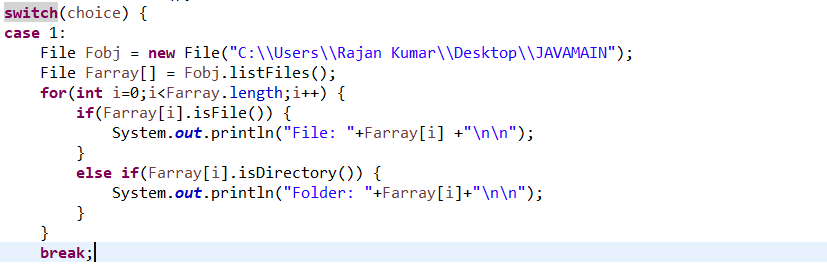 switch(choice) {
case 1:
    File Fobj = new File("C:\\Users\\Rajan Kumar\\Desktop\\JAVAMAIN");
    File Farray[] = Fobj.listFiles();
    for(int i=0;i<Farray.length;i++) {
        if(Farray[i].isFile()) {
            System.out.println("File: "+Farray[i] +"\n\n");
        }
        else if(Farray[i].isDirectory()) {
            System.out.println("Folder: "+Farray[i]+"\n\n");
        }
    }
    break;